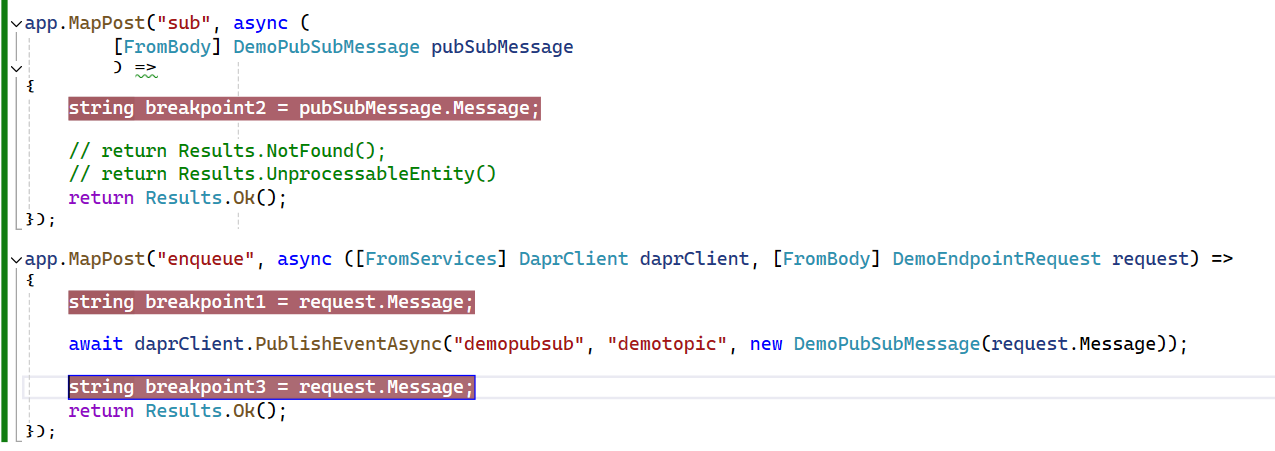 app.MapPost("sub", async (
        [FromBody] DemoPubSubMessage pubSubMessage
        ) =>
{
    string breakpoint2 = pubSubMessage.Message;

    // return Results.NotFound();
    // return Results.UnprocessableEntity()
    return Results.Ok();
});

app.MapPost("enqueue", async ([FromServices] DaprClient daprClient, [FromBody] DemoEndpointRequest request) =>
{
    string breakpoint1 = request.Message;

    await daprClient.PublishEventAsync("demopubsub", "demotopic", new DemoPubSubMessage(request.Message));

    string breakpoint3 = request.Message;
    return Results.Ok();
});